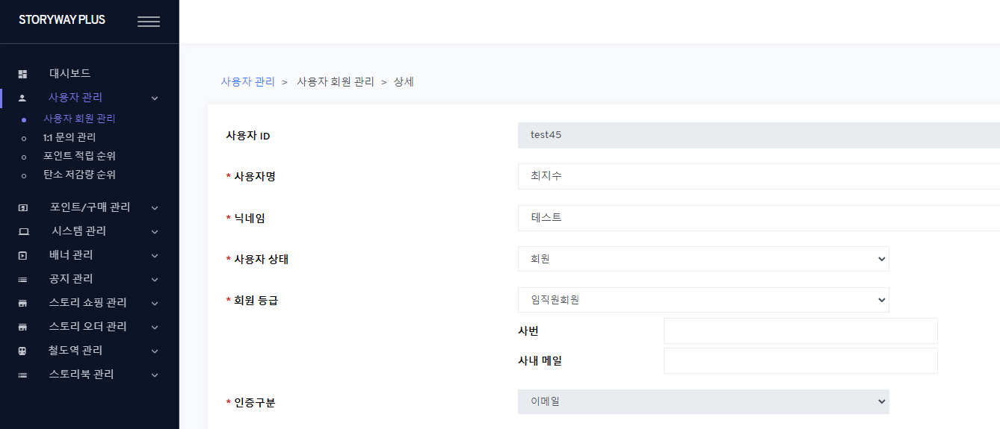 STORYWAY PLUS
대시보드
사용자 관리
사용자 회원 관리
1:1 문의 관리
포인트 적립 순위
탄소 저감량 순위
포인트/구매 관리
시스템 관리
배너 관리
공지 관리
스토리 쇼핑 관리
스토리 오더 관리
철도역 관리
스토리북 관리
사용자 관리 > 사용자 회원 관리 > 상세
사용자 ID test45
* 사용자명 최지수
* 닉네임 테스트
* 사용자 상태 회원
* 회원 등급 임직원회원
사번
사내 메일
* 인증구분 이메일